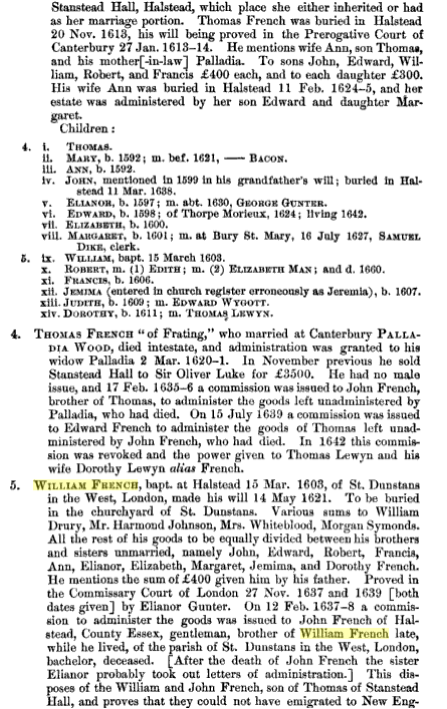 Stanstead Hall, Halstead, which place she either inherited or had
as her marriage portion. Thomas French was buried in Halstead
20 Nov. 1613, his will being proved in the Prerogative Court of
Canterbury 27 Jan. 1613–14. He mentions wife Ann, son Thomas,
and his mother[-in-law] Palladia. To sons John, Edward, Wil-
liam, Robert, and Francis £400 each, and to each daughter £300.
His wife Ann was buried in Halstead 11 Feb. 1624–5, and her
estate was administered by her son Edward and daughter Mar-
garet.
Children :
4. i. THOMAS.
ii. MARY, b. 1592; m. bef. 1621, —— BACON.
iii. ANN, b. 1592.
iv. JOHN, mentioned in 1599 in his grandfather's will; buried in Hal-
stead 11 Mar. 1638.
v. ELIANOR, b. 1597; m. abt. 1630, GEORGE GUNTER.
vi. EDWARD, b. 1598; of Thorpe Morieux, 1624; living 1642.
vii. ELIZABETH, b. 1600.
viii. MARGARET, b. 1601; m. at Bury St. Mary, 16 July 1627, SAMUEL
DIKE, clerk.
5. ix. WILLIAM, bapt. 15 March 1603.
x. ROBERT, m. (1) EDITH; m. (2) ELIZABETH MAN; and d. 1660.
xi. FRANCIS, b. 1606.
xii. JEMIMA (entered in church register erroneously as Jeremia), b. 1607.
xiii. JUDITH, b. 1609; m. EDWARD WYGOTT.
xiv. DOROTHY, b. 1611; m. THOMAS LEWYN.
4. THOMAS FRENCH "of Frating," who married at Canterbury PALLA-
DIA WOOD, died intestate, and administration was granted to his
widow Palladia 2 Mar. 1620–1. In November previous he sold
Stanstead Hall to Sir Oliver Luke for £3500. He had no male
issue, and 17 Feb. 1635–6 a commission was issued to John French,
brother of Thomas, to administer the goods left unadministered by
Palladia, who had died. On 15 July 1639 a commission was issued
to Edward French to administer the goods of Thomas left unad-
ministered by John French, who had died. In 1642 this commis-
sion was revoked and the power given to Thomas Lewyn and his
wife Dorothy Lewyn alias French.
5. WILLIAM FRENCH, bapt. at Halstead 15 Mar. 1603, of St. Dunstans
in the West, London, made his will 14 May 1621. To be buried
in the churchyard of St. Dunstans. Various sums to William
Drury, Mr. Harmond Johnson, Mrs. Whiteblood, Morgan Symonds.
All the rest of his goods to be equally divided between his brothers
and sisters unmarried, namely John, Edward, Robert, Francis,
Ann, Elianor, Elizabeth, Margaret, Jemima, and Dorothy French.
He mentions the sum of £400 given him by his father. Proved in
the Commissary Court of London 27 Nov. 1637 and 1639 [both
dates given] by Elianor Gunter. On 12 Feb. 1637–8 a commis-
sion to administer the goods was issued to John French of Hal-
stead, County Essex, gentleman, brother of William French late,
while he lived, of the parish of St. Dunstans in the West, London,
bachelor, deceased. [After the death of John French the sister
Elianor probably took out letters of administration.] This dis-
poses of the William and John French, son of Thomas of Stanstead
Hall, and proves that they could not have emigrated to New Eng-